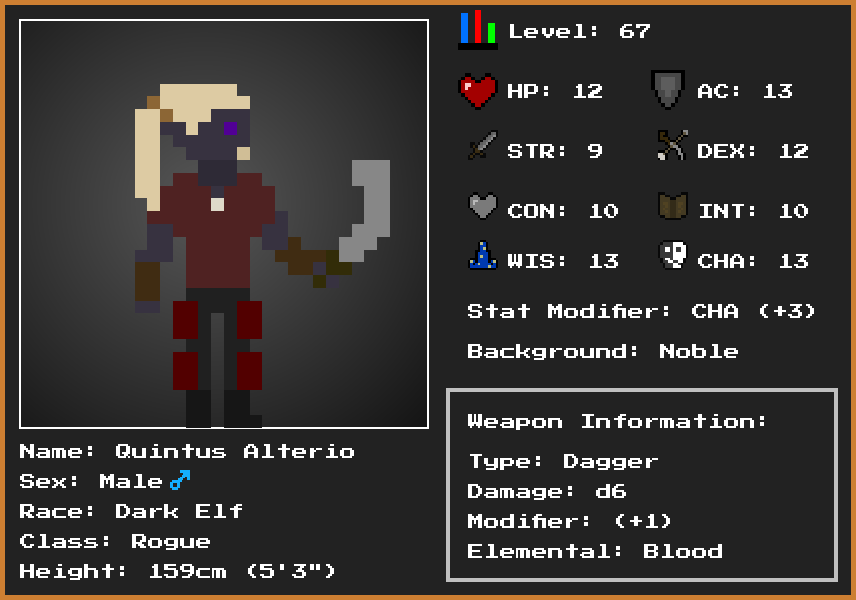 Level: 67
HP: 12
AC: 13
STR: 9
DEX: 12
CON: 10
INT: 10
WIS: 13
CHA: 13
Stat Modifier: CHA (+3)
Background: Noble
Weapon Information:
Type: Dagger
Damage: d6
Modifier: (+1)
Elemental: Blood
Name: Quintus Alterio
Sex: Male♂
Race: Dark Elf
Class: Rogue
Height: 159cm (5'3")